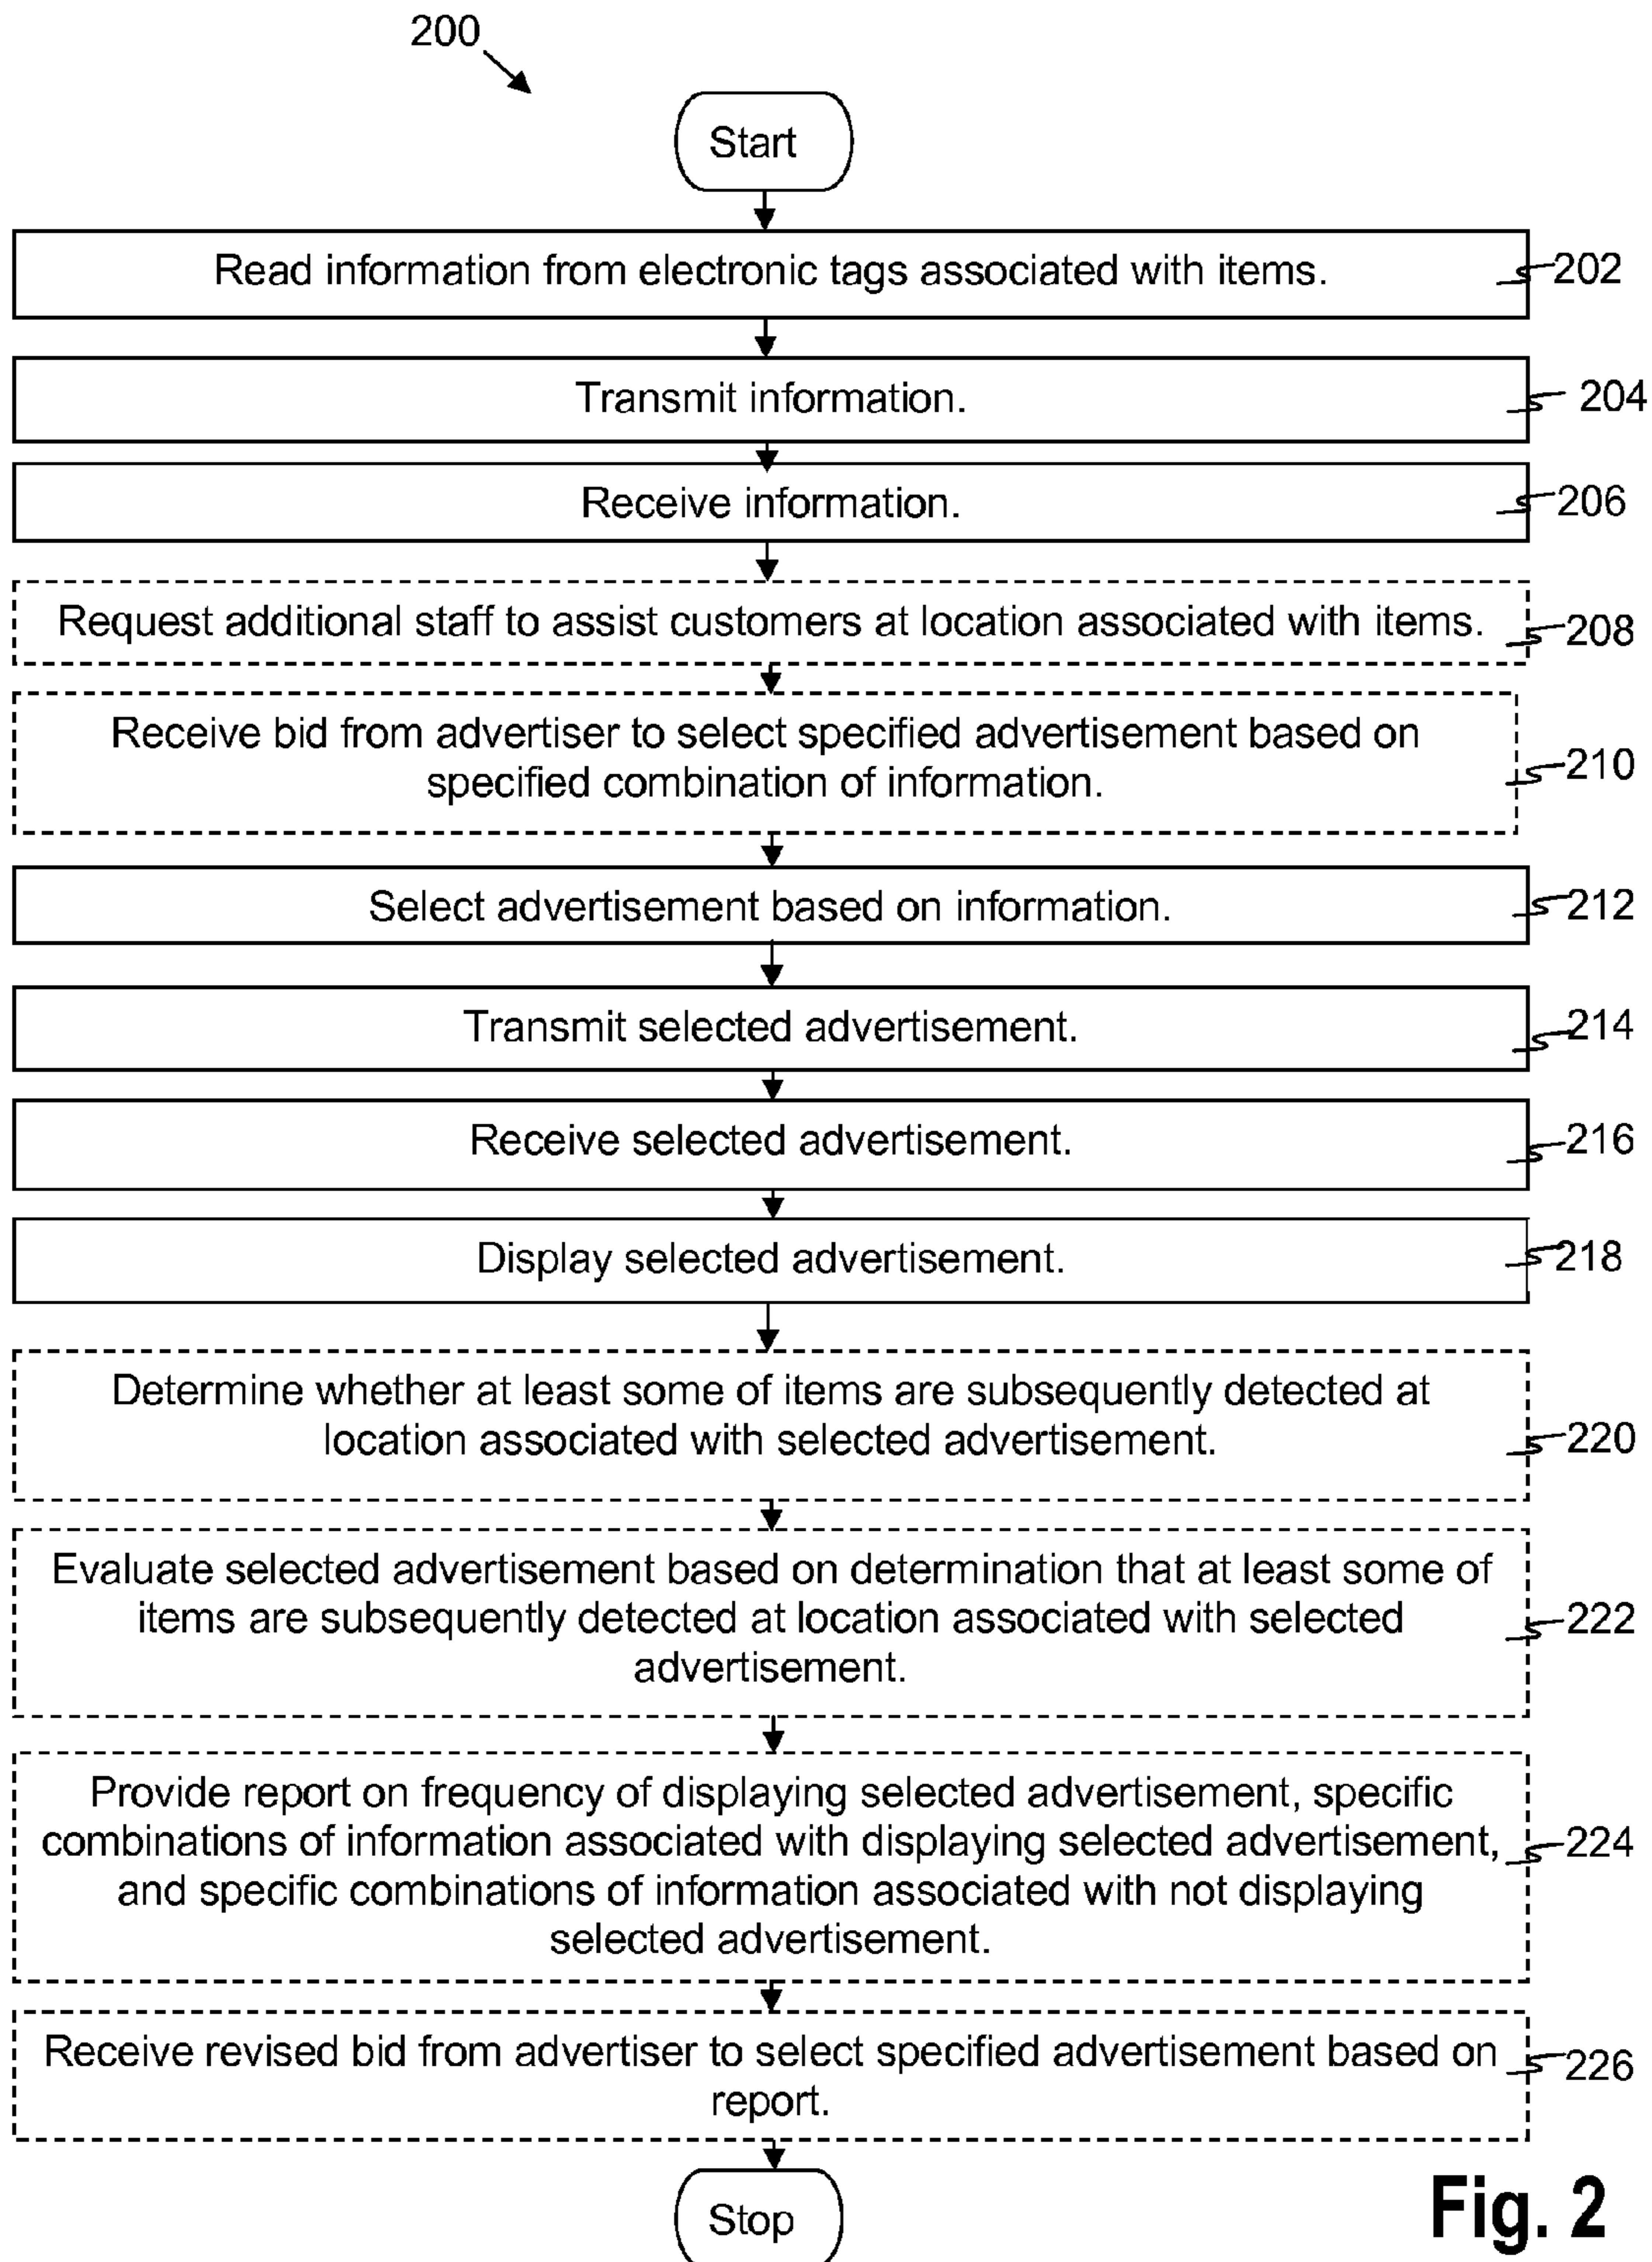 200
Start
Read information from electronic tags associated with items.
202
Transmit information.
204
Receive information.
206
Request additional staff to assist customers at location associated with items.
208
Receive bid from advertiser to select specified advertisement based on
specified combination of information.
210
Select advertisement based on information.
212
Transmit selected advertisement.
214
Receive selected advertisement.
216
Display selected advertisement.
218
Determine whether at least some of items are subsequently detected at
location associated with selected advertisement.
220
Evaluate selected advertisement based on determination that at least some of
items are subsequently detected at location associated with selected
advertisement.
222
Provide report on frequency of displaying selected advertisement, specific
combinations of information associated with displaying selected advertisement,
and specific combinations of information associated with not displaying
selected advertisement.
224
Receive revised bid from advertiser to select specified advertisement based on
report.
226
Stop
Fig. 2